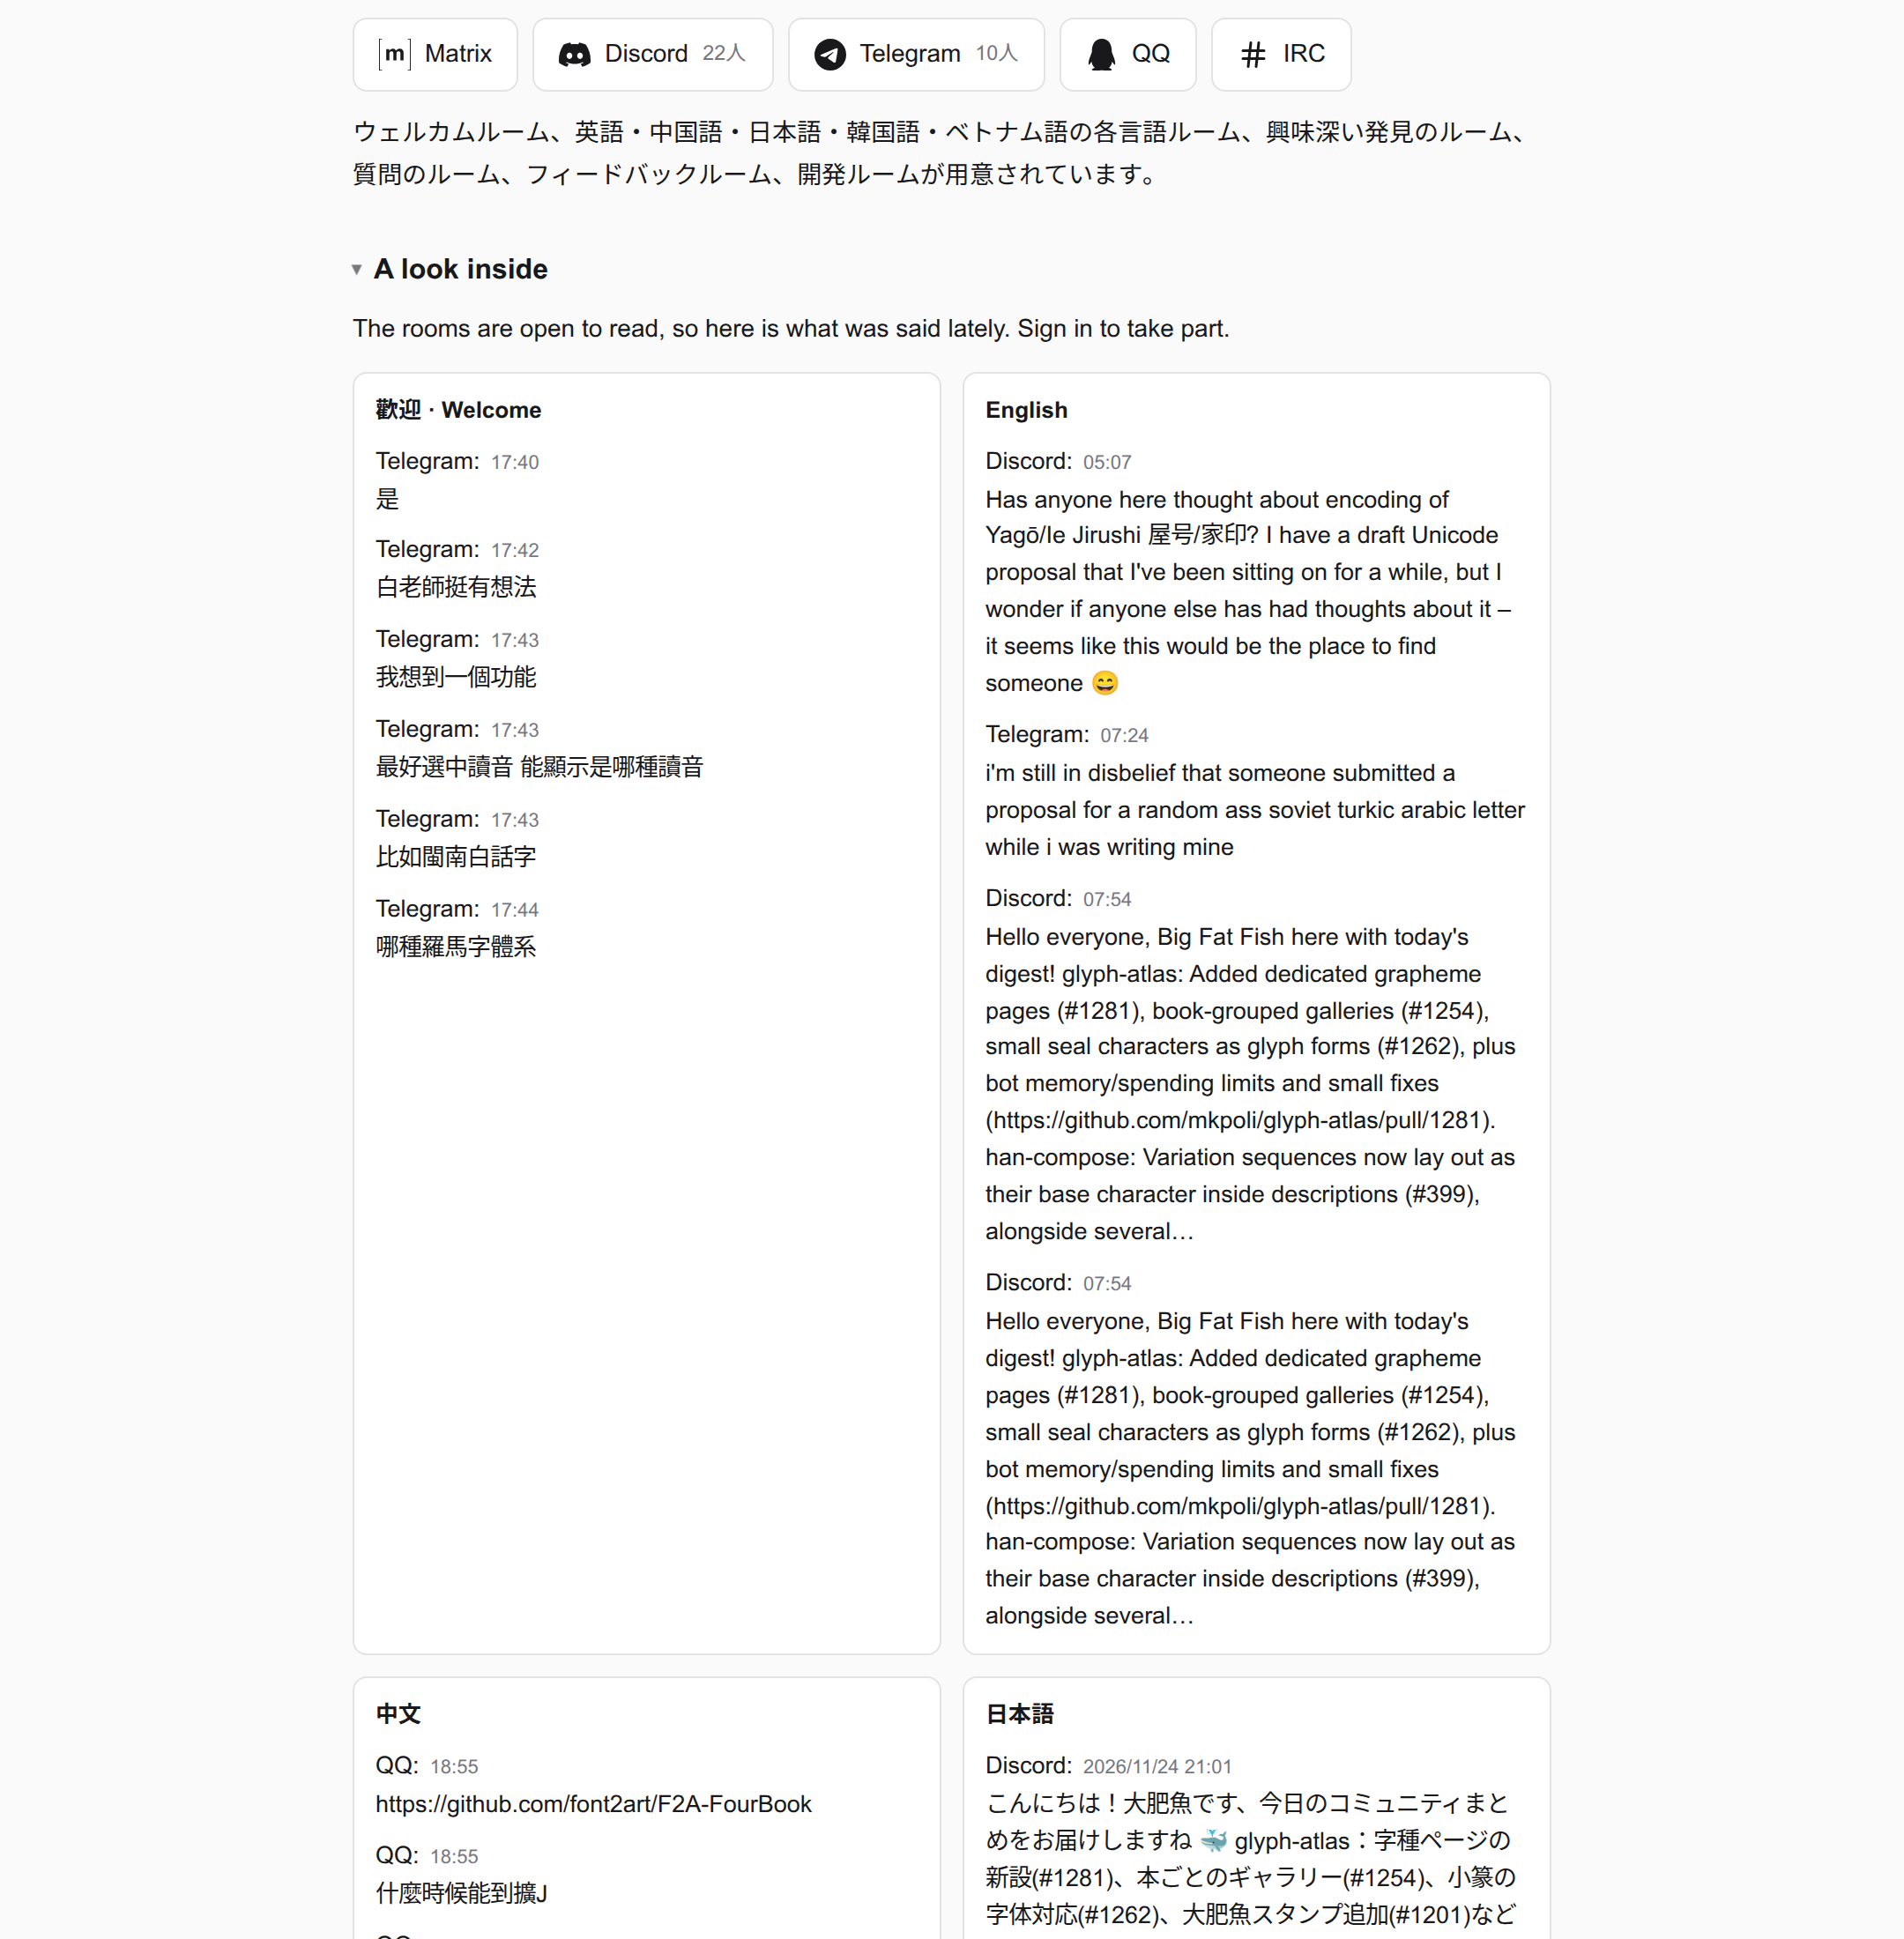 [m] Matrix
Discord 22人
Telegram 10人
QQ
IRC
ウェルカムルーム、英語・中国語・日本語・韓国語・ベトナム語の各言語ルーム、興味深い発見のルーム、
質問のルーム、フィードバックルーム、開発ルームが用意されています。
▾ A look inside
The rooms are open to read, so here is what was said lately. Sign in to take part.
歡迎 · Welcome
Telegram: 17:40
是
Telegram: 17:42
白老師挺有想法
Telegram: 17:43
我想到一個功能
Telegram: 17:43
最好選中讀音 能顯示是哪種讀音
Telegram: 17:43
比如閩南白話字
Telegram: 17:44
哪種羅馬字體系
English
Discord: 05:07
Has anyone here thought about encoding of
Yagō/Ie Jirushi 屋号/家印? I have a draft Unicode
proposal that I've been sitting on for a while, but I
wonder if anyone else has had thoughts about it –
it seems like this would be the place to find
someone 😄
Telegram: 07:24
i'm still in disbelief that someone submitted a
proposal for a random ass soviet turkic arabic letter
while i was writing mine
Discord: 07:54
Hello everyone, Big Fat Fish here with today's
digest! glyph-atlas: Added dedicated grapheme
pages (#1281), book-grouped galleries (#1254),
small seal characters as glyph forms (#1262), plus
bot memory/spending limits and small fixes
(https://github.com/mkpoli/glyph-atlas/pull/1281).
han-compose: Variation sequences now lay out as
their base character inside descriptions (#399),
alongside several…
Discord: 07:54
Hello everyone, Big Fat Fish here with today's
digest! glyph-atlas: Added dedicated grapheme
pages (#1281), book-grouped galleries (#1254),
small seal characters as glyph forms (#1262), plus
bot memory/spending limits and small fixes
(https://github.com/mkpoli/glyph-atlas/pull/1281).
han-compose: Variation sequences now lay out as
their base character inside descriptions (#399),
alongside several…
中文
QQ: 18:55
https://github.com/font2art/F2A-FourBook
QQ: 18:55
什麼時候能到擴J
日本語
Discord: 2026/11/24 21:01
こんにちは！大肥魚です、今日のコミュニティまと
めをお届けしますね 🐳 glyph-atlas：字種ページの
新設(#1281)、本ごとのギャラリー(#1254)、小篆の
字体対応(#1262)、大肥魚スタンプ追加(#1201)など